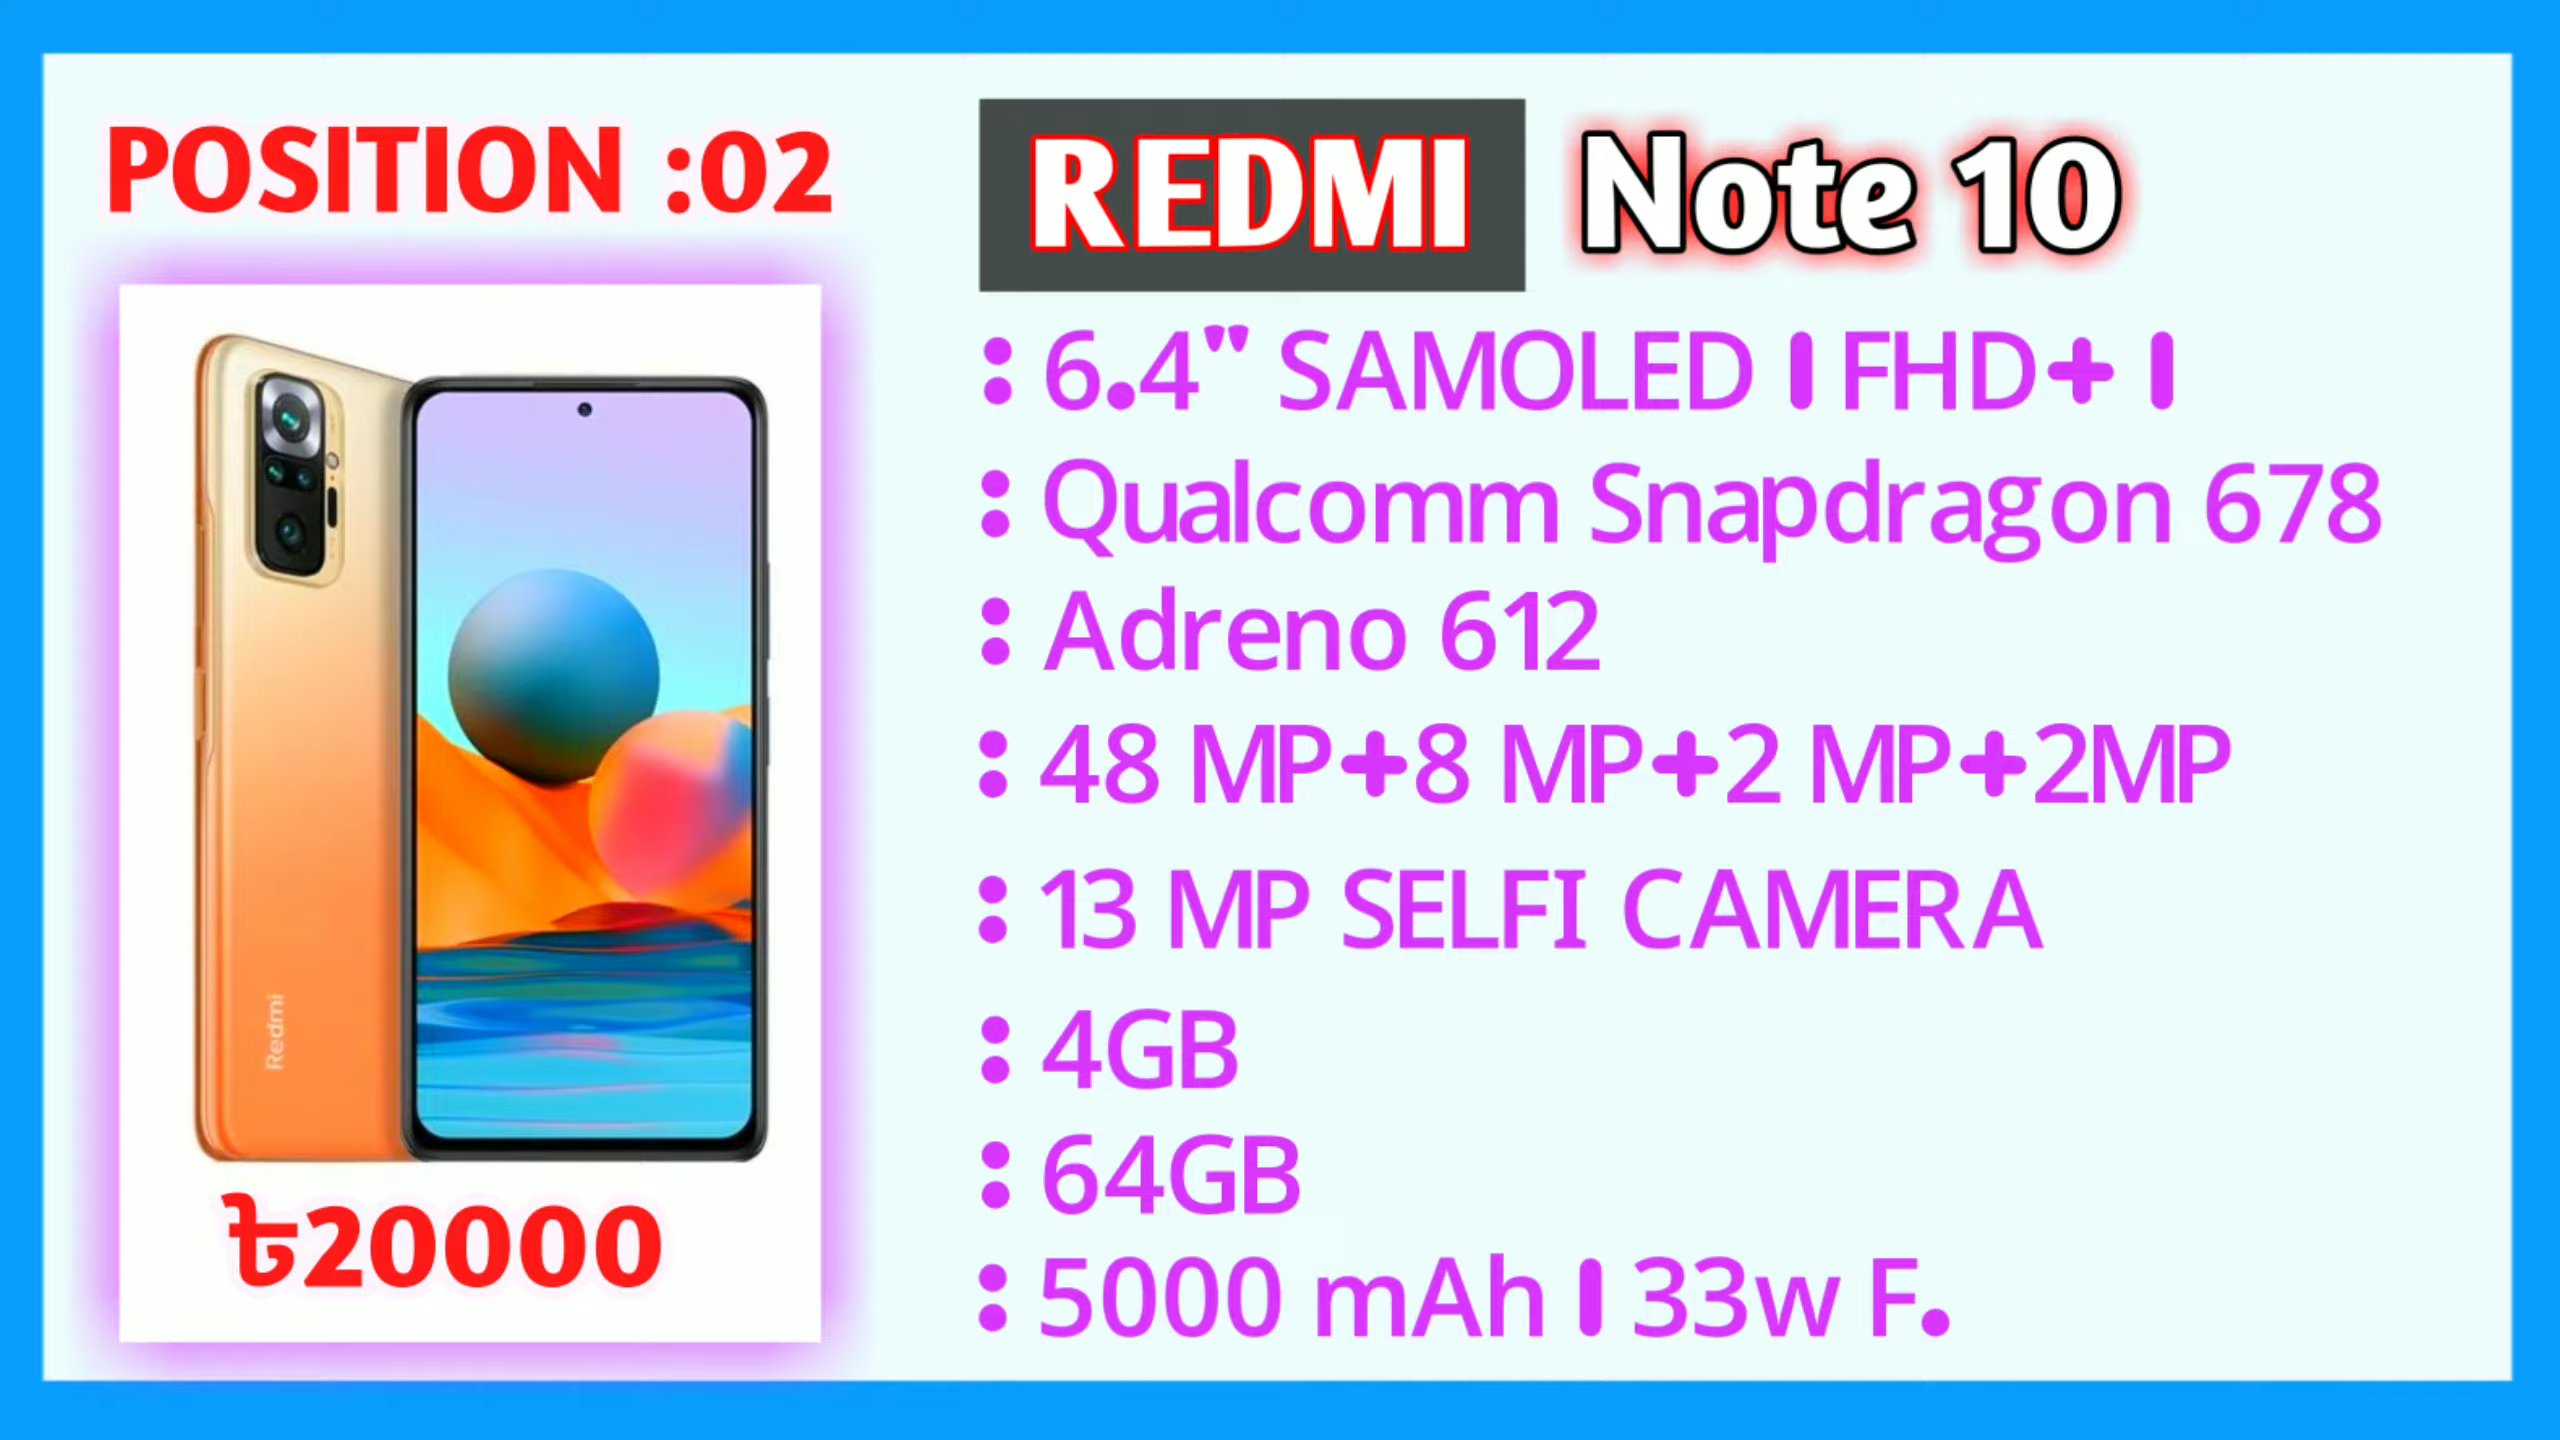 POSITION :02
Redmi
৳20000
REDMI Note 10
: 6.4" SAMOLED I FHD+ I
: Qualcomm Snapdragon 678
: Adreno 612
: 48 MP+8 MP+2 MP+2MP
: 13 MP SELFI CAMERA
: 4GB
: 64GB
: 5000 mAh I 33w F.